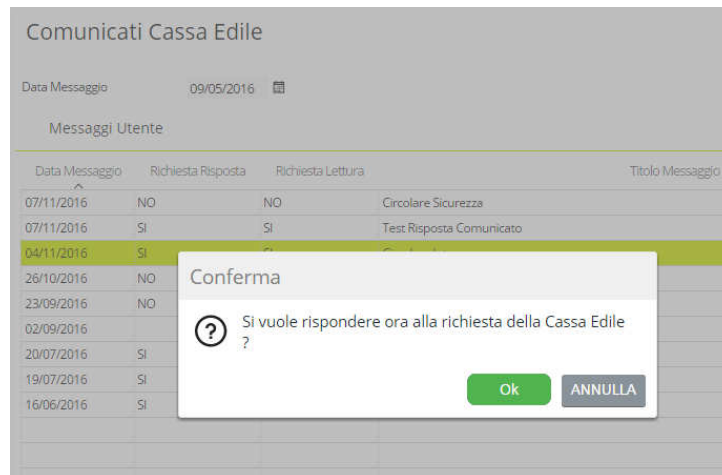 Comunicati Cassa Edile
Data Messaggio 09/05/2016
Messaggi Utente
Data Messaggio Richiesta Risposta Richiesta Lettura Titolo Messaggio
07/11/2016 NO NO Circolare Sicurezza
07/11/2016 SI SI Test Risposta Comunicato
04/11/2016 SI
26/10/2016 NO
23/09/2016 NO
02/09/2016
20/07/2016 SI
19/07/2016 SI
16/06/2016 SI
Conferma
Si vuole rispondere ora alla richiesta della Cassa Edile
?
Ok ANNULLA